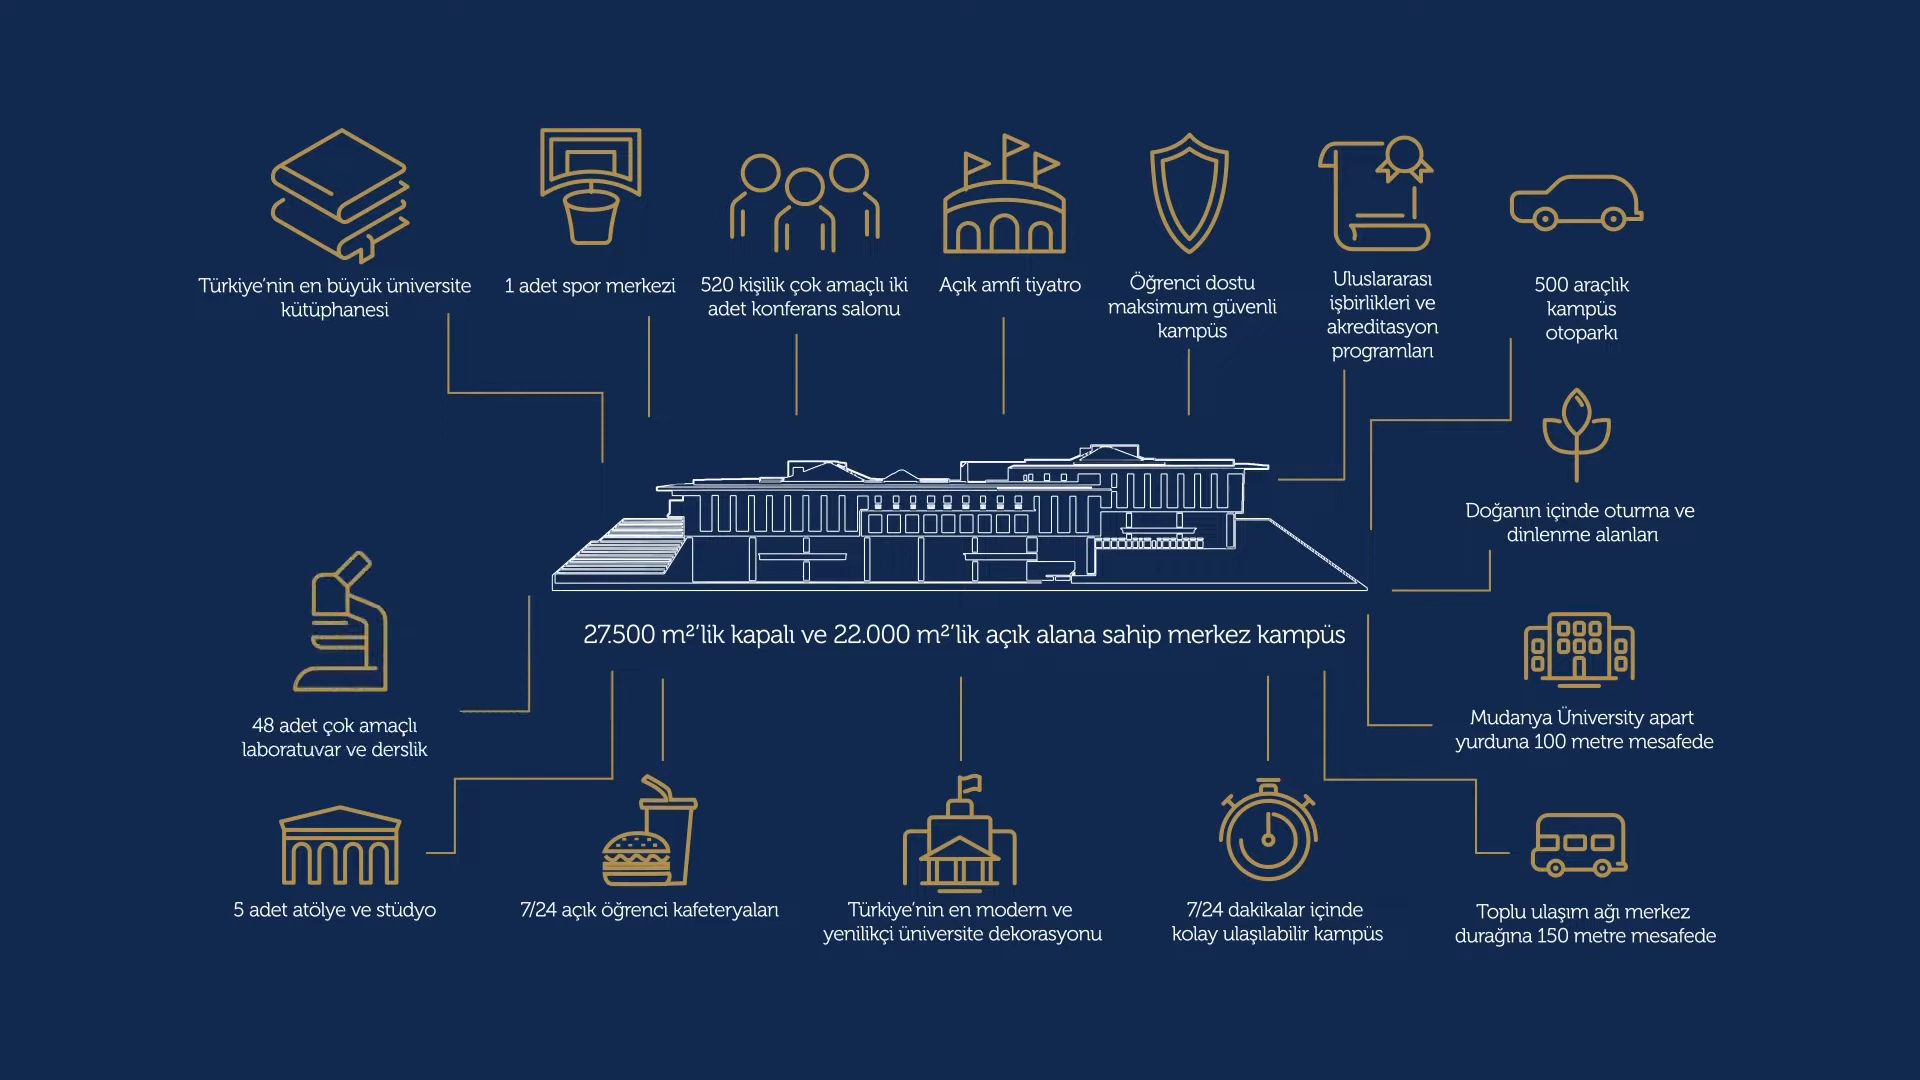 Türkiye'nin en büyük üniversite
kütüphanesi
1 adet spor merkezi
520 kişilik çok amaçlı iki
adet konferans salonu
Açık amfi tiyatro
Öğrenci dostu
maksimum güvenli
kampüs
Uluslararası
işbirlikleri ve
akreditasyon
programları
500 araçlık
kampüs
otoparkı
Doğanın içinde oturma ve
dinlenme alanları
27.500 m²'lik kapalı ve 22.000 m²'lik açık alana sahip merkez kampüs
48 adet çok amaçlı
laboratuvar ve derslik
Mudanya Üniversity apart
yurduna 100 metre mesafede
5 adet atölye ve stüdyo
7/24 açık öğrenci kafeteryaları
Türkiye'nin en modern ve
yenilikçi üniversite dekorasyonu
7/24 dakikalar içinde
kolay ulaşılabilir kampüs
Toplu ulaşım ağı merkez
durağına 150 metre mesafede